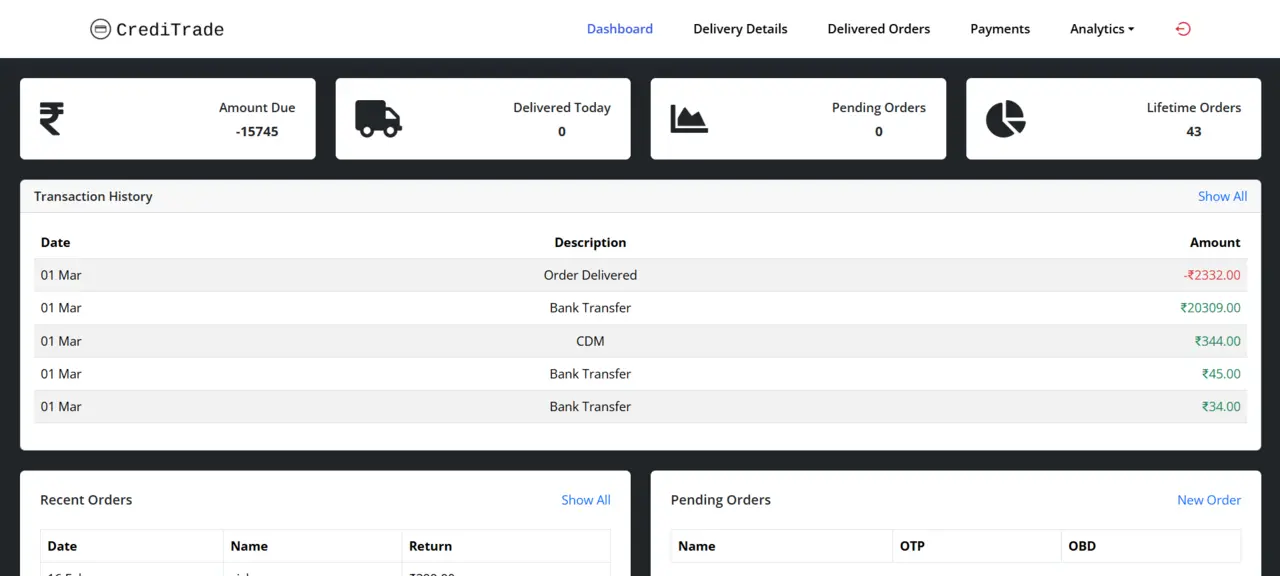 CrediTrade
Dashboard Delivery Details Delivered Orders Payments Analytics
Amount Due
-15745
Delivered Today
0
Pending Orders
0
Lifetime Orders
43
Transaction History Show All
Date Description Amount
01 Mar Order Delivered -₹2332.00
01 Mar Bank Transfer ₹20309.00
01 Mar CDM ₹344.00
01 Mar Bank Transfer ₹45.00
01 Mar Bank Transfer ₹34.00
Recent Orders Show All
Date Name Return
Pending Orders New Order
Name OTP OBD